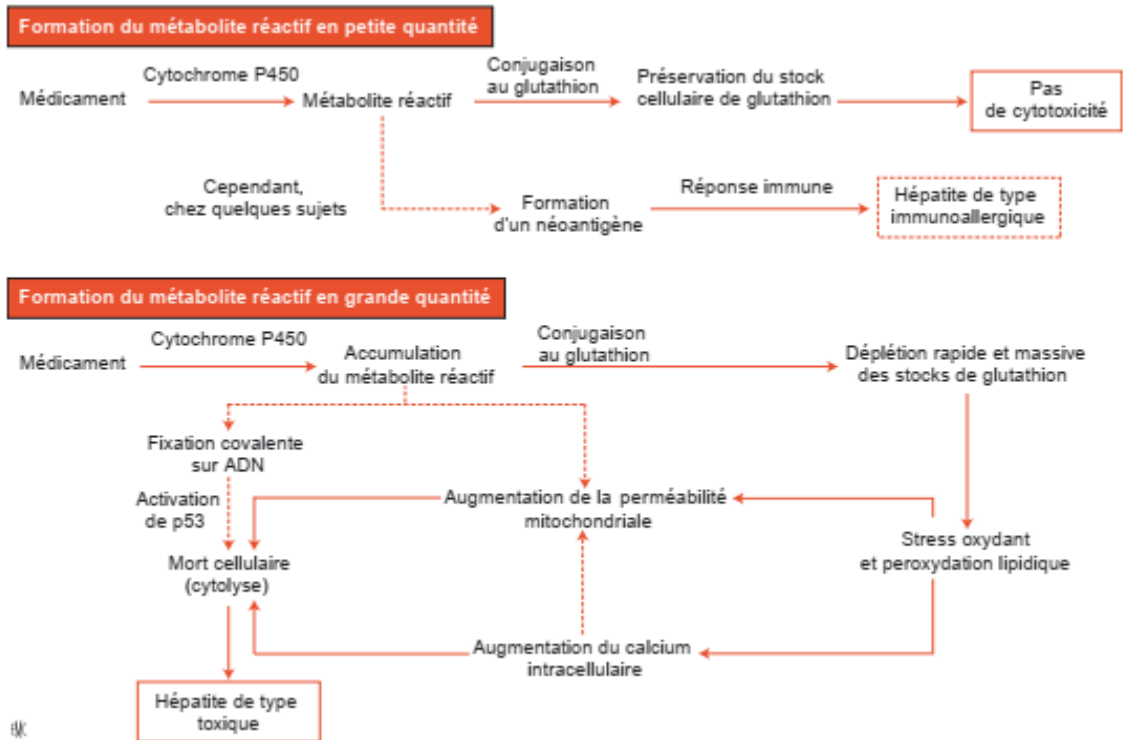 Formation du métabolite réactif en petite quantité
Médicament
Cytochrome P450
Métabolite réactif
Conjugaison
au glutathion
Préservation du stock
cellulaire de glutathion
Pas
de cytotoxicité
Cependant,
chez quelques sujets
Formation
d'un néoantigène
Réponse immune
Hépatite de type
immunoallergique
Formation du métabolite réactif en grande quantité
Médicament
Cytochrome P450
Accumulation
du métabolite réactif
Conjugaison
au glutathion
Déplétion rapide et massive
des stocks de glutathion
Fixation covalente
sur ADN
Activation
de p53
Augmentation de la perméabilité
mitochondriale
Stress oxydant
et peroxydation lipidique
Mort cellulaire
(cytolyse)
Augmentation du calcium
intracellulaire
Hépatite de type
toxique
EMC